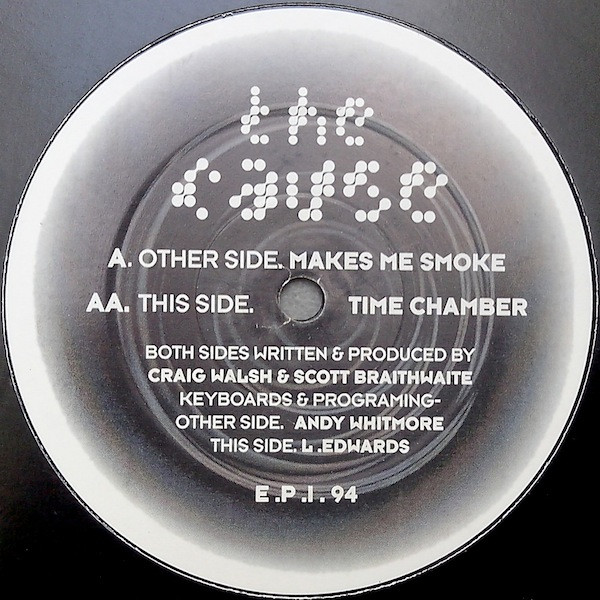 the
cause
A. OTHER SIDE. MAKES ME SMOKE
AA. THIS SIDE. TIME CHAMBER
BOTH SIDES WRITTEN & PRODUCED BY
CRAIG WALSH & SCOTT BRAITHWAITE
KEYBOARDS & PROGRAMING-
OTHER SIDE. ANDY WHITMORE
THIS SIDE. L .EDWARDS
E .P .I . 94